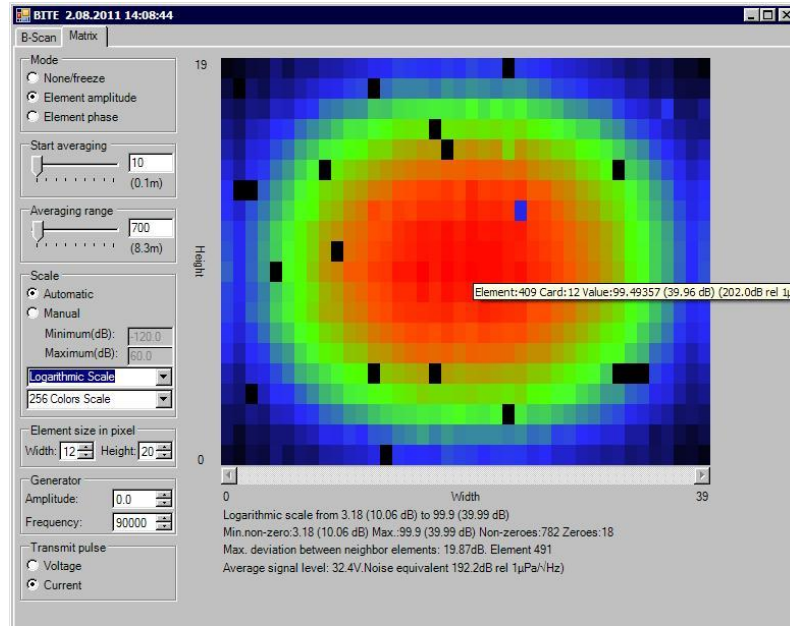 BITE 2.08.2011 14:08:44
B-Scan Matrix
Mode
None/freeze
Element amplitude
Element phase
Start averaging
10
(0.1m)
Averaging range
700
(8.3m)
Scale
Automatic
Manual
Minimum(dB): -120.0
Maximum(dB): 60.0
Logarithmic Scale
256 Colors Scale
Element size in pixel
Width: 12 Height: 20
Generator
Amplitude: 0.0
Frequency: 90000
Transmit pulse
Voltage
Current
19
Height
0
Element:409 Card:12 Value:99.49357 (39.96 dB) (202.0dB rel 1µ
0 Width 39
Logarithmic scale from 3.18 (10.06 dB) to 99.9 (39.99 dB)
Min.non-zero:3.18 (10.06 dB) Max.:99.9 (39.99 dB) Non-zeroes:782 Zeroes:18
Max. deviation between neighbor elements: 19.87dB. Element 491
Average signal level: 32.4V.Noise equivalent 192.2dB rel 1µPa/√Hz)